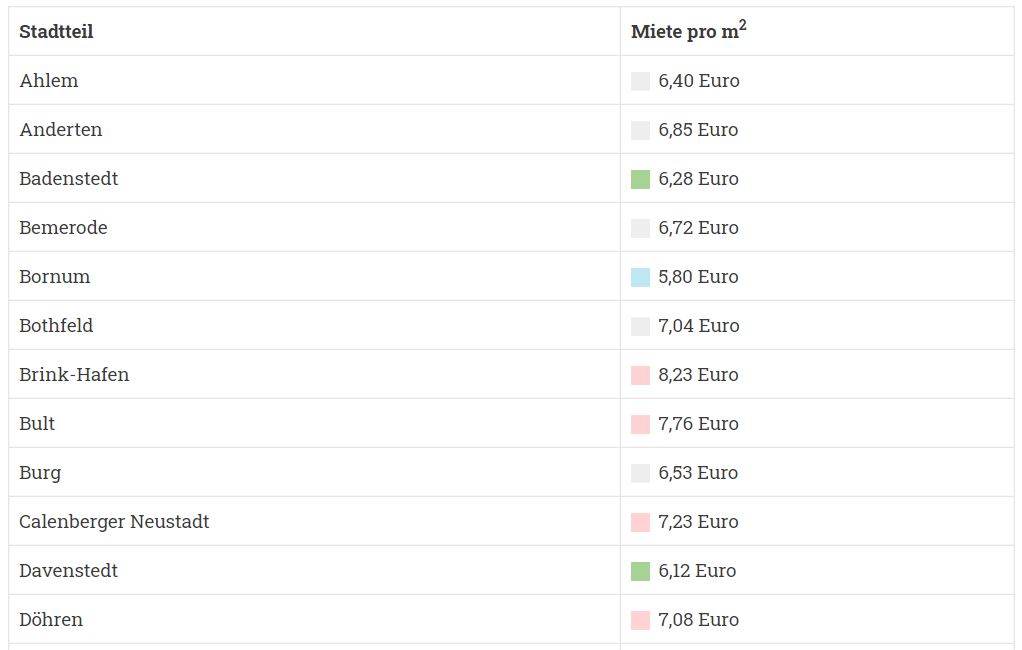 Stadtteil Miete pro m²
Ahlem 6,40 Euro
Anderten 6,85 Euro
Badenstedt 6,28 Euro
Bemerode 6,72 Euro
Bornum 5,80 Euro
Bothfeld 7,04 Euro
Brink-Hafen 8,23 Euro
Bult 7,76 Euro
Burg 6,53 Euro
Calenberger Neustadt 7,23 Euro
Davenstedt 6,12 Euro
Döhren 7,08 Euro